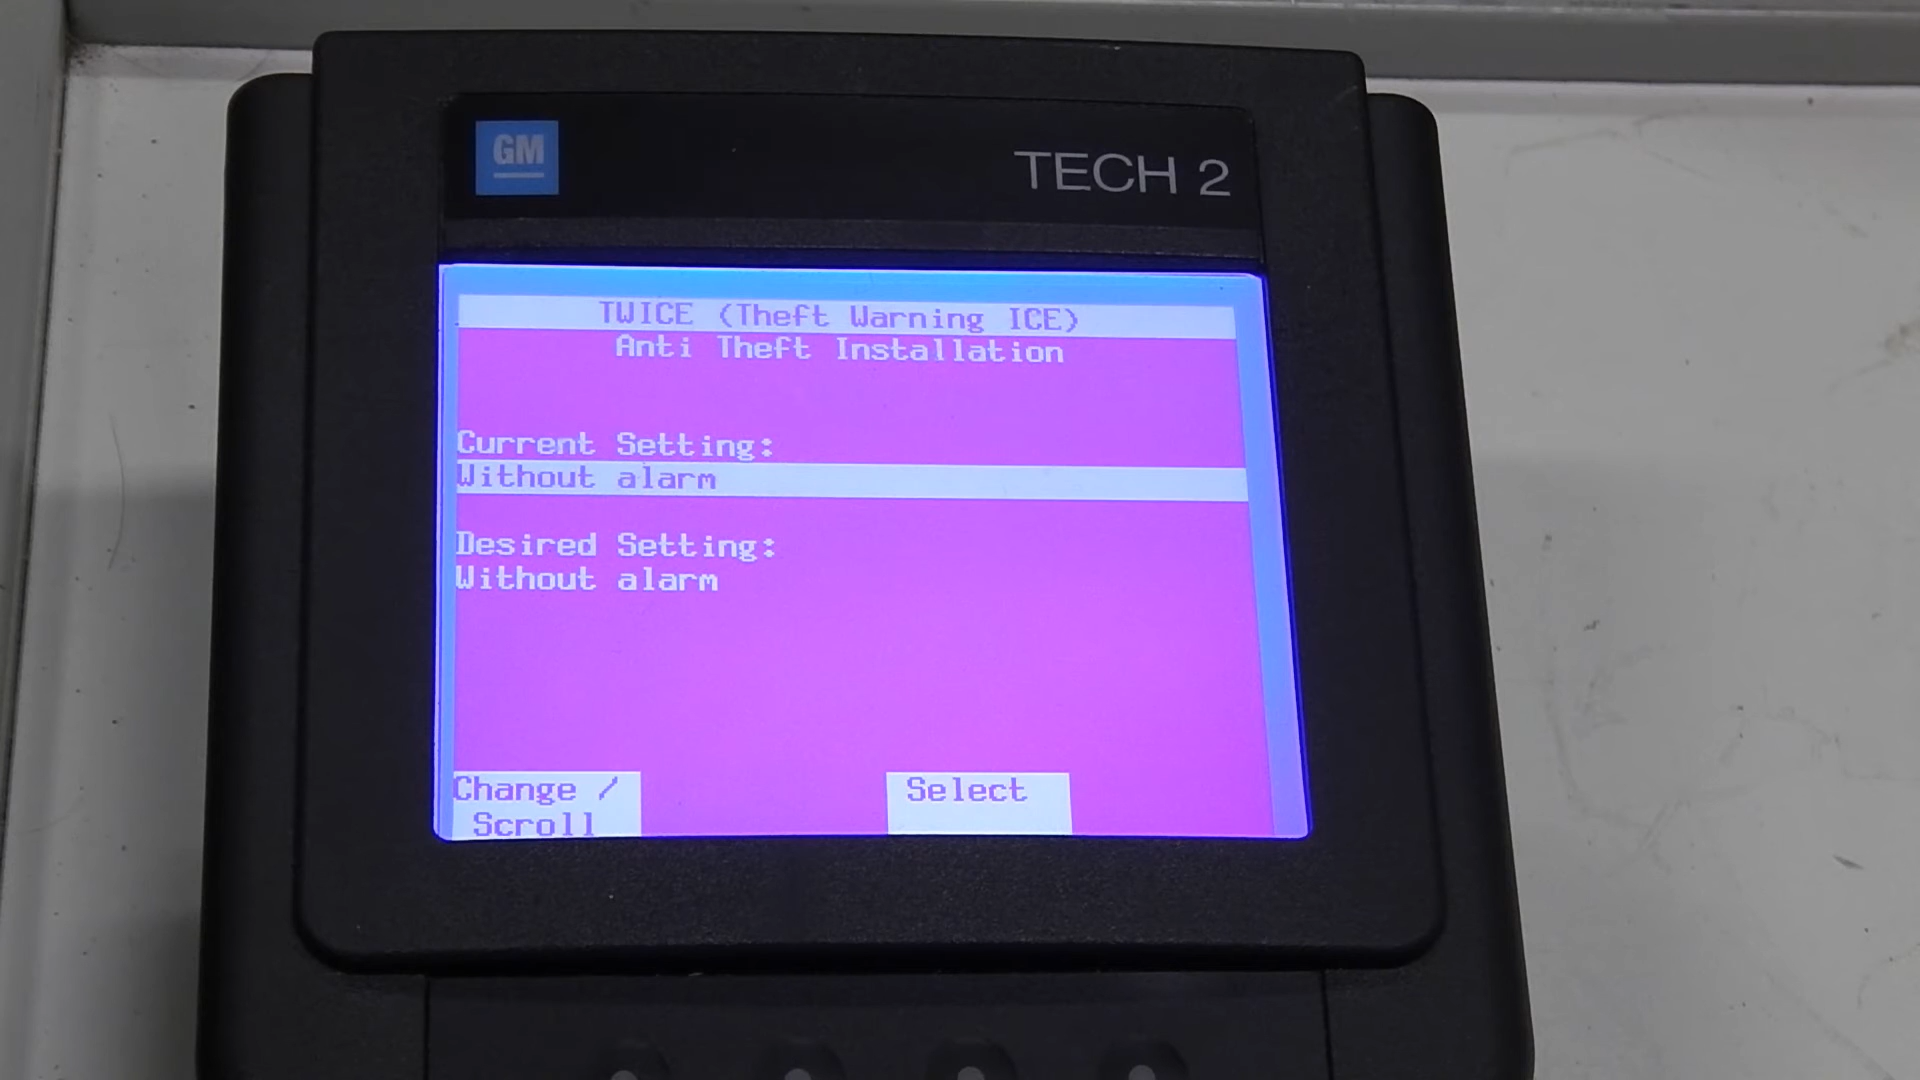 GM
TECH 2
TWICE (Theft Warning ICE)
Anti Theft Installation
Current Setting:
Without alarm
Desired Setting:
Without alarm
Change /
Scroll
Select